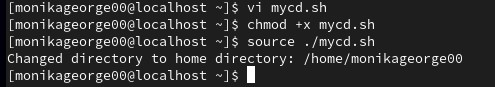 [monikageorge00@localhost ~]$ vi mycd.sh
[monikageorge00@localhost ~]$ chmod +x mycd.sh
[monikageorge00@localhost ~]$ source ./mycd.sh
Changed directory to home directory: /home/monikageorge00
[monikageorge00@localhost ~]$